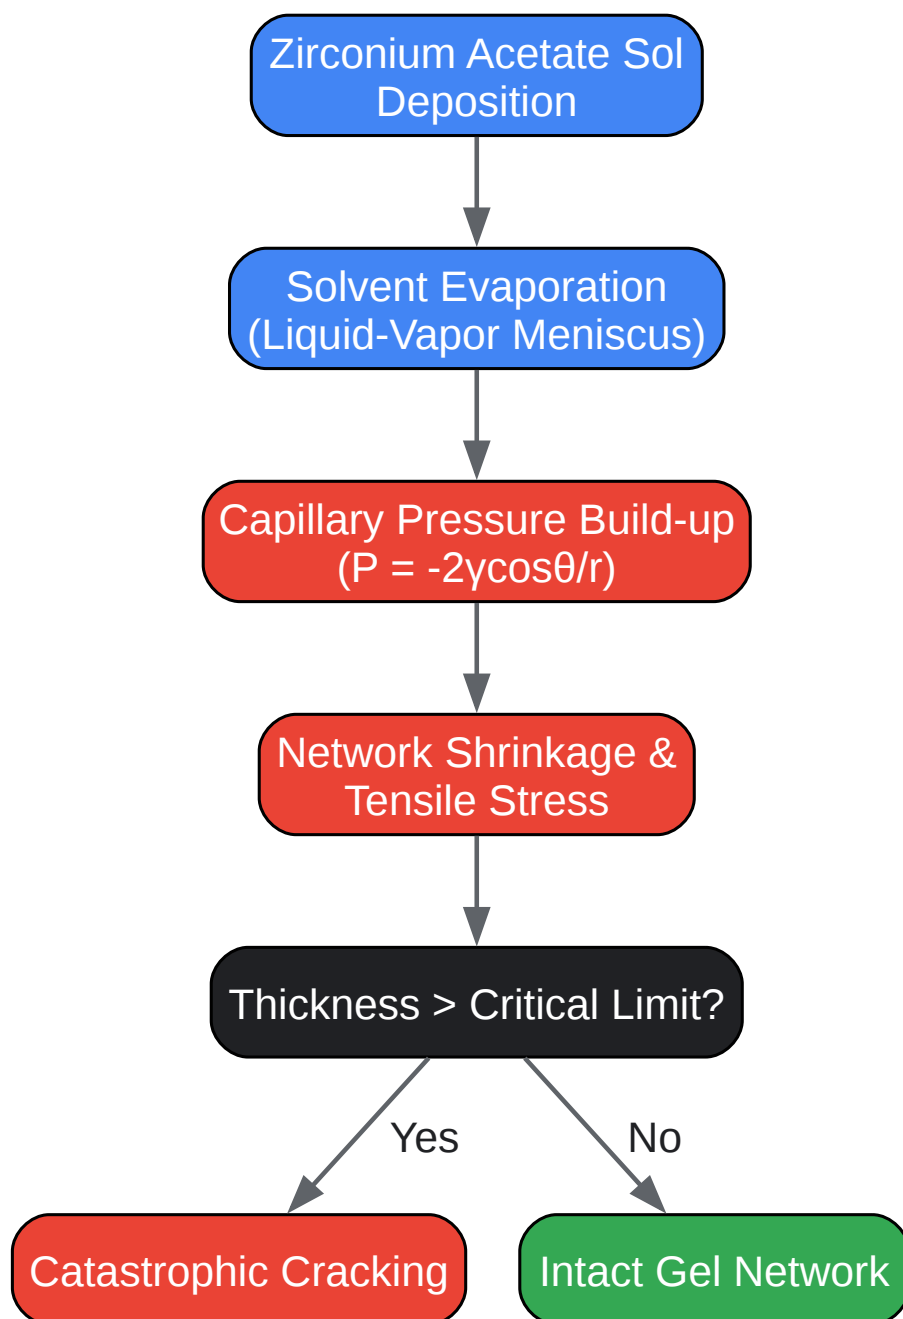 Zirconium Acetate Sol
Deposition
Solvent Evaporation
(Liquid-Vapor Meniscus)
Capillary Pressure Build-up
(P = -2γcosθ/r)
Network Shrinkage &
Tensile Stress
Thickness > Critical Limit?
Yes
No
Catastrophic Cracking
Intact Gel Network